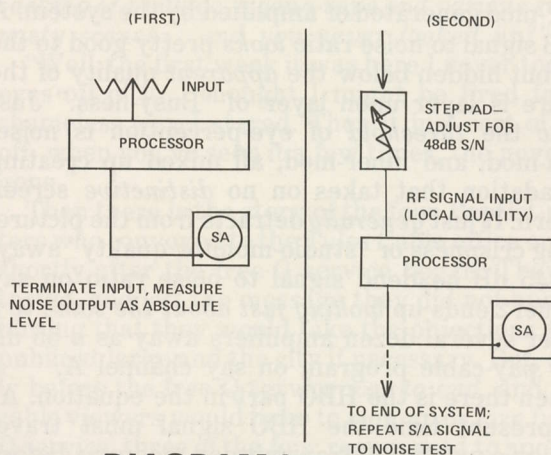 (FIRST)
INPUT
PROCESSOR
SA
TERMINATE INPUT, MEASURE
NOISE OUTPUT AS ABSOLUTE
LEVEL
(SECOND)
STEP PAD—
ADJUST FOR
48dB S/N
RF SIGNAL INPUT
(LOCAL QUALITY)
PROCESSOR
SA
TO END OF SYSTEM;
REPEAT S/A SIGNAL
TO NOISE TEST